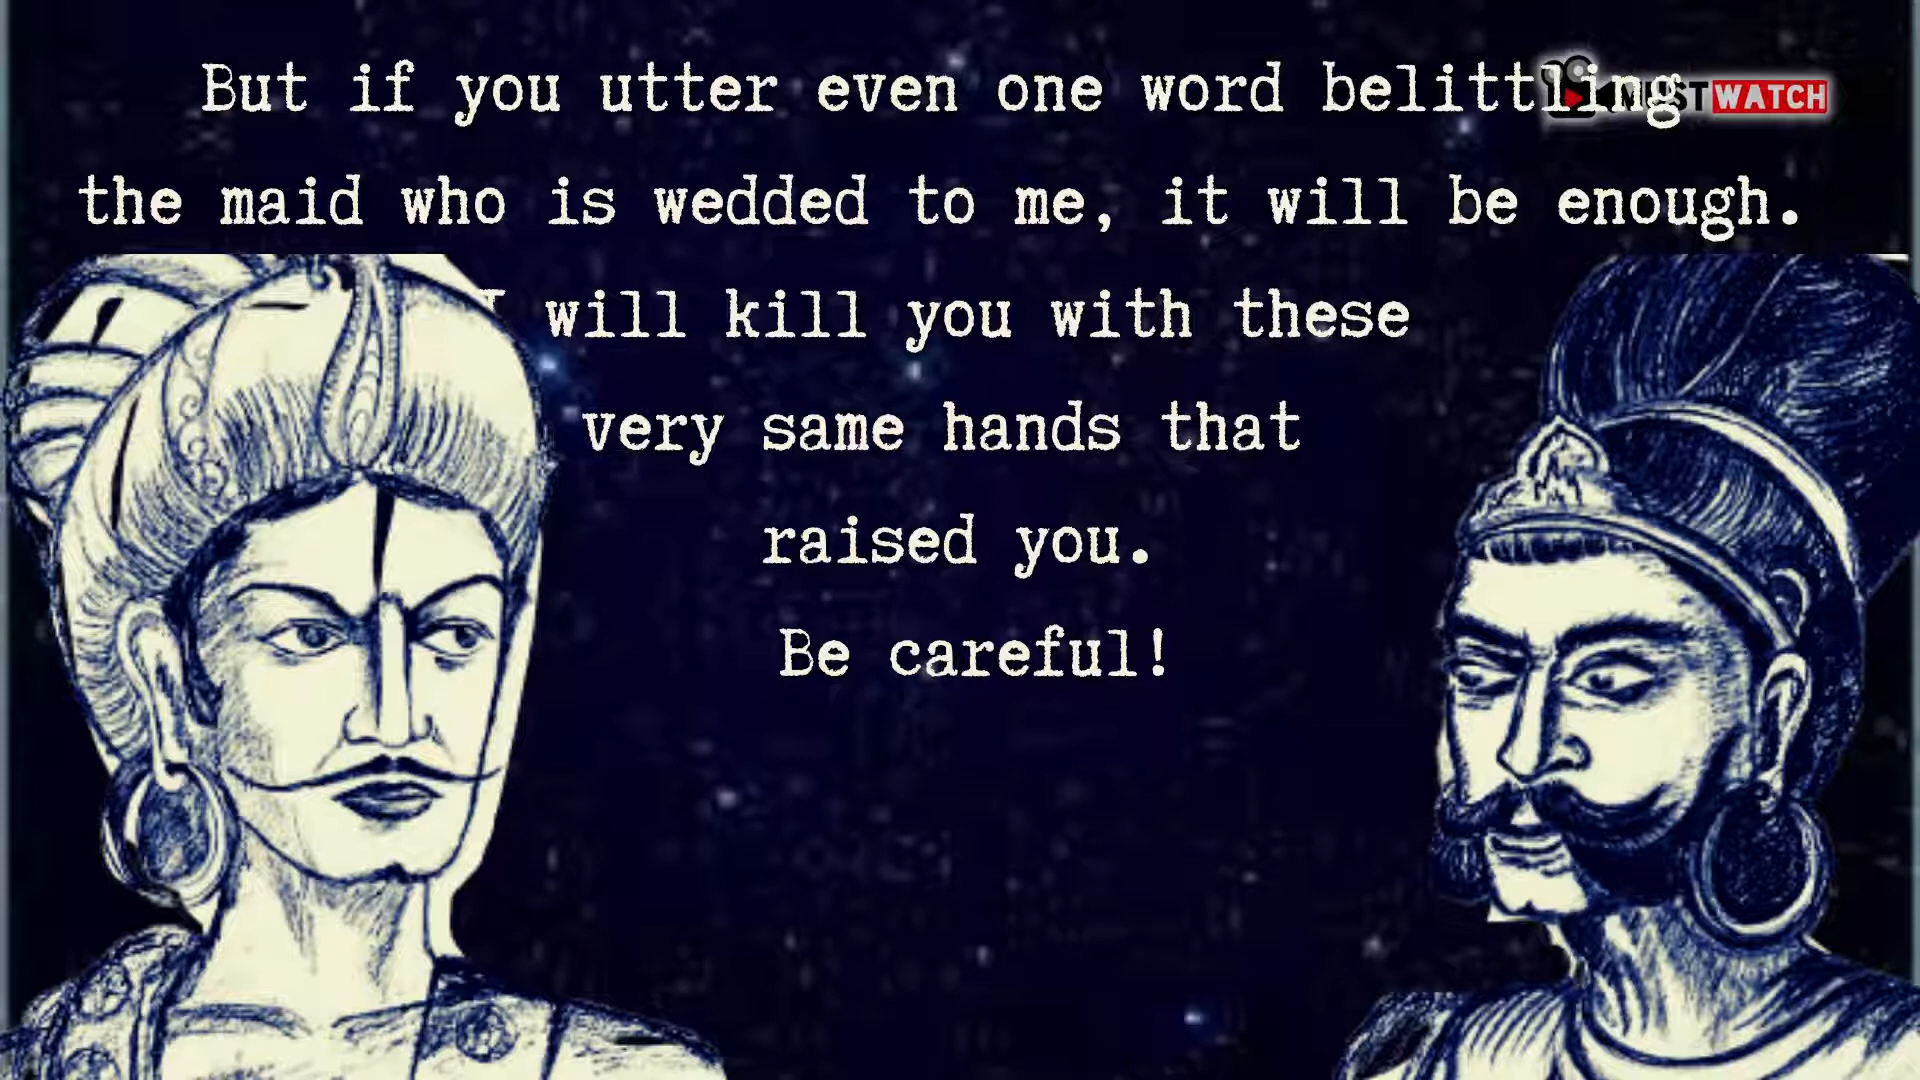 But if you utter even one word belittling
the maid who is wedded to me, it will be enough.
I will kill you with these
very same hands that
raised you.
Be careful!
WATCH